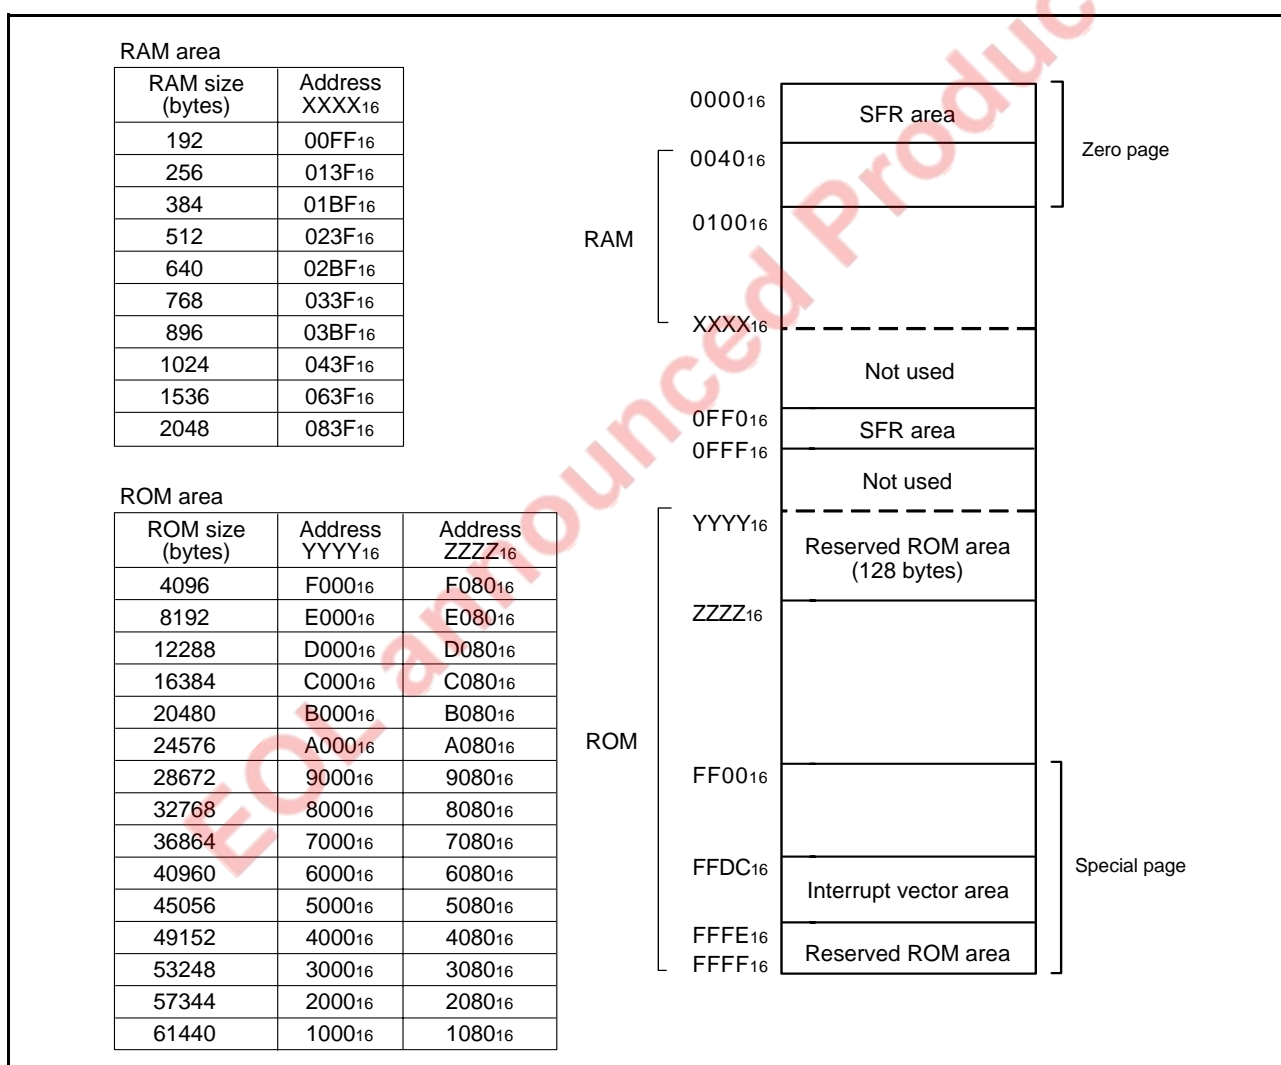 RAM area
RAM size (bytes) Address XXXX16
192 00FF16
256 013F16
384 01BF16
512 023F16
640 02BF16
768 033F16
896 03BF16
1024 043F16
1536 063F16
2048 083F16
ROM area
ROM size (bytes) Address YYYY16 Address ZZZZ16
4096 F00016 F08016
8192 E00016 E08016
12288 D00016 D08016
16384 C00016 C08016
20480 B00016 B08016
24576 A00016 A08016
28672 900016 908016
32768 800016 808016
36864 700016 708016
40960 600016 608016
45056 500016 508016
49152 400016 408016
53248 300016 308016
57344 200016 208016
61440 100016 108016
000016
SFR area
004016
Zero page
010016
RAM
XXXX16
Not used
0FF016
SFR area
0FFF16
Not used
YYYY16
Reserved ROM area
(128 bytes)
ZZZZ16
ROM
FF0016
FFDC16
Interrupt vector area
Special page
FFFE16
Reserved ROM area
FFFF16
EOL announced Produc